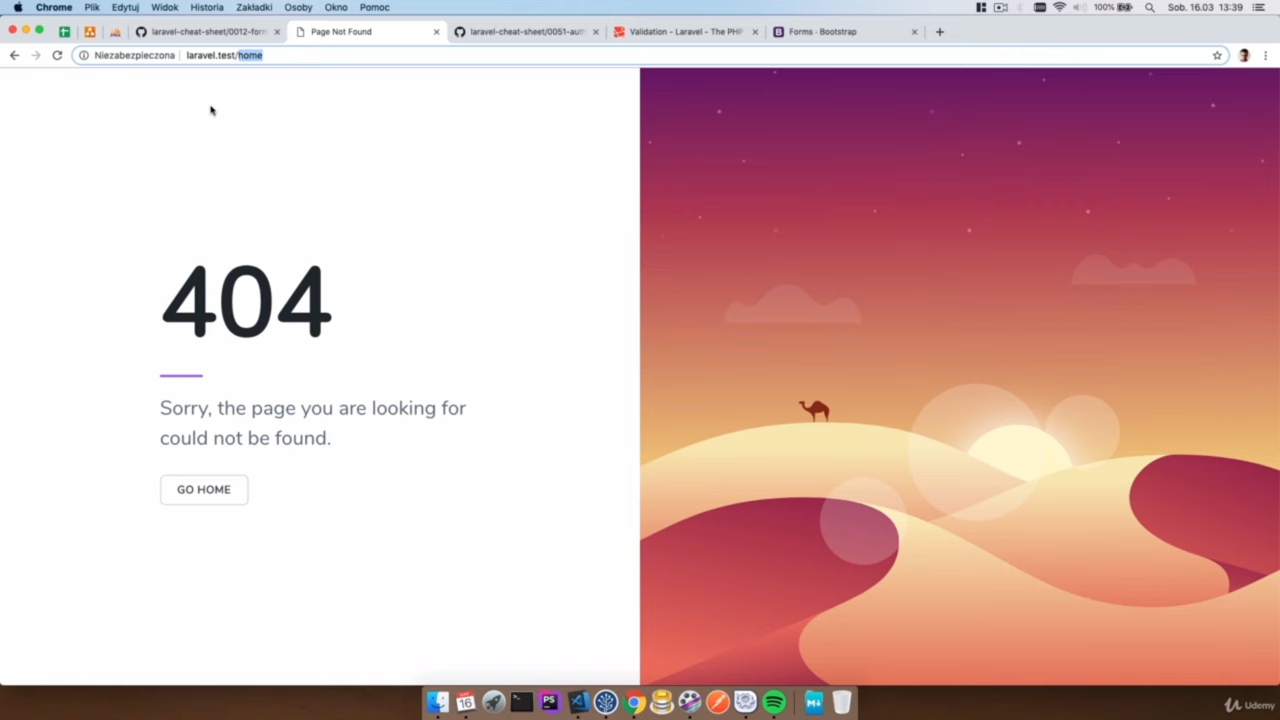 Chrome Plik Edytuj Widok Historia Zakładki Osoby Okno Pomoc 100% Sob. 16.03 13:39
laravel-cheat-sheet/0012-form Page Not Found laravel-cheat-sheet/0051-auth Validation - Laravel - The PHP Forms · Bootstrap
Niezabezpieczona laravel.test/home
404
Sorry, the page you are looking for
could not be found.
GO HOME
16 PS M↓
Udemy